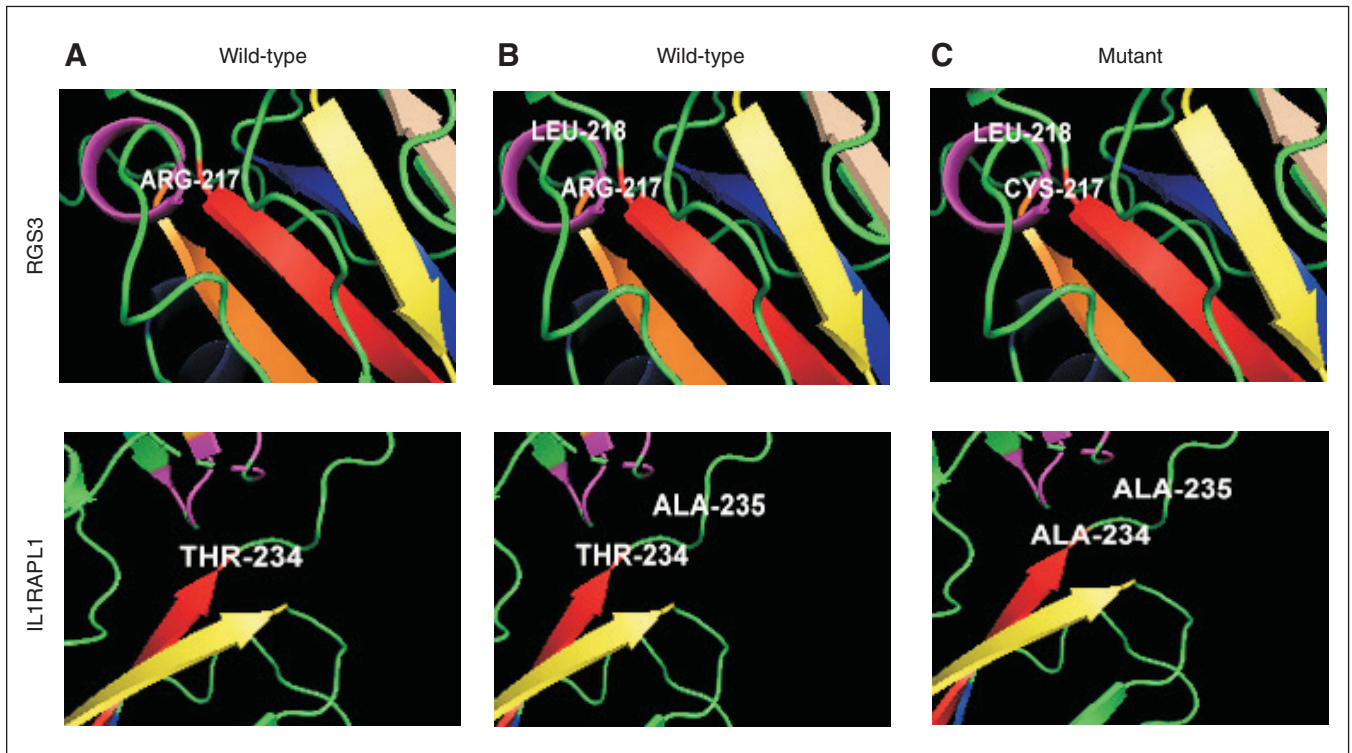 A Wild-type
B Wild-type
C Mutant
RGS3
ARG-217
LEU-218
ARG-217
LEU-218
CYS-217
IL1RAPL1
THR-234
ALA-235
THR-234
ALA-235
ALA-234